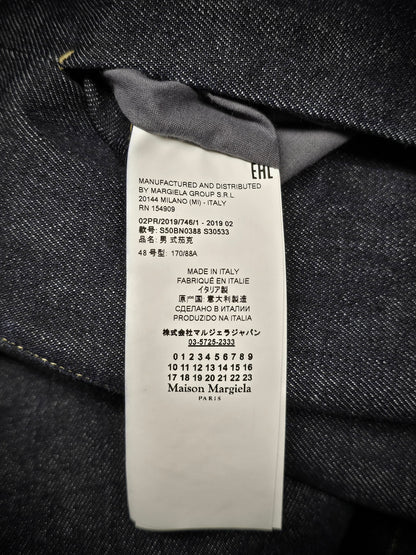 EAC
MANUFACTURED AND DISTRIBUTED
BY MARGIELA GROUP S.R.L
20144 MILANO (MI) - ITALY
RN 154909
02PR/2019/746/1 - 2019 02
款号: S50BN0388 S30533
品名: 男 式茄克
48 号型: 170/88A
MADE IN ITALY
FABRIQUÉ EN ITALIE
イタリア製
原产国: 意大利制造
СДЕЛАНО В ИТАЛИИ
PRODUZIDO NA ITALIA
株式会社マルジェラジャパン
03-5725-2333
0 1 2 3 4 5 6 7 8 9
10 11 12 13 14 15 16
17 18 19 20 21 22 23
Maison Margiela
PARIS